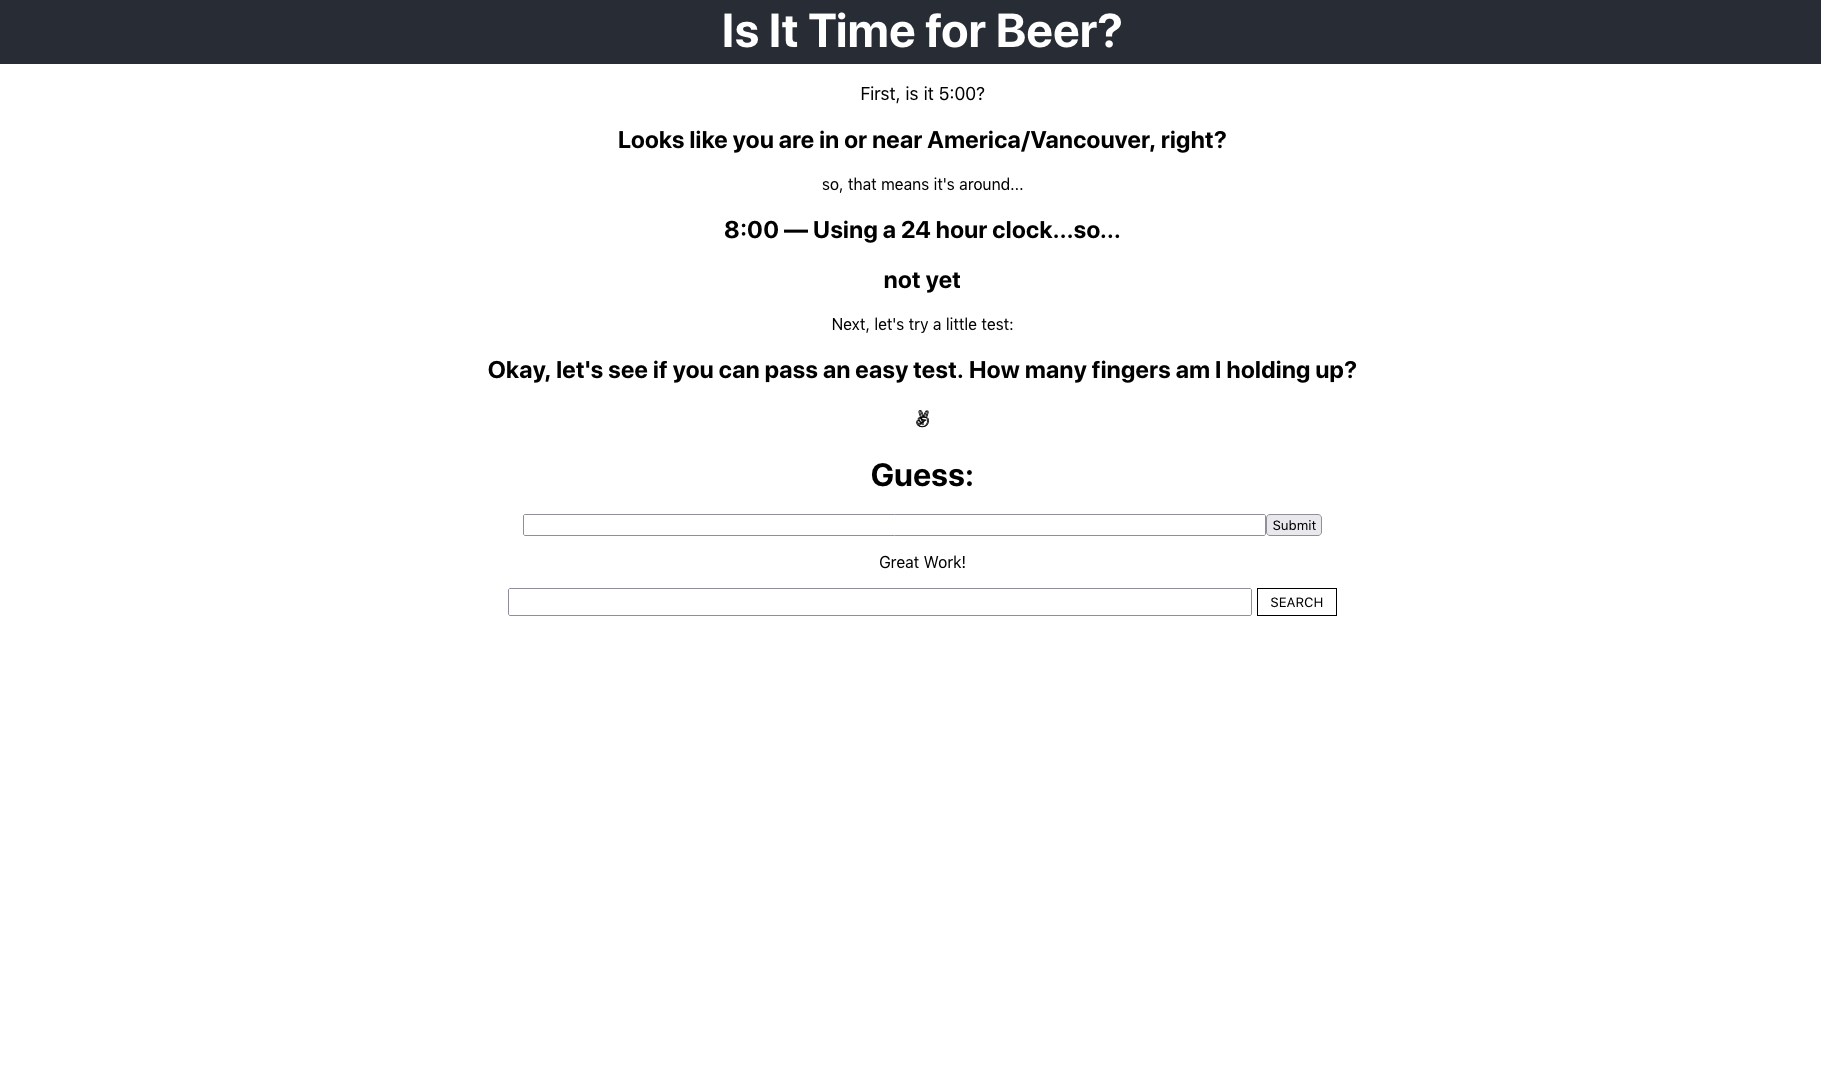 Is It Time for Beer?
First, is it 5:00?
Looks like you are in or near America/Vancouver, right?
so, that means it's around...
8:00 — Using a 24 hour clock...so...
not yet
Next, let's try a little test:
Okay, let's see if you can pass an easy test. How many fingers am I holding up?
✌
Guess:
Submit
Great Work!
SEARCH